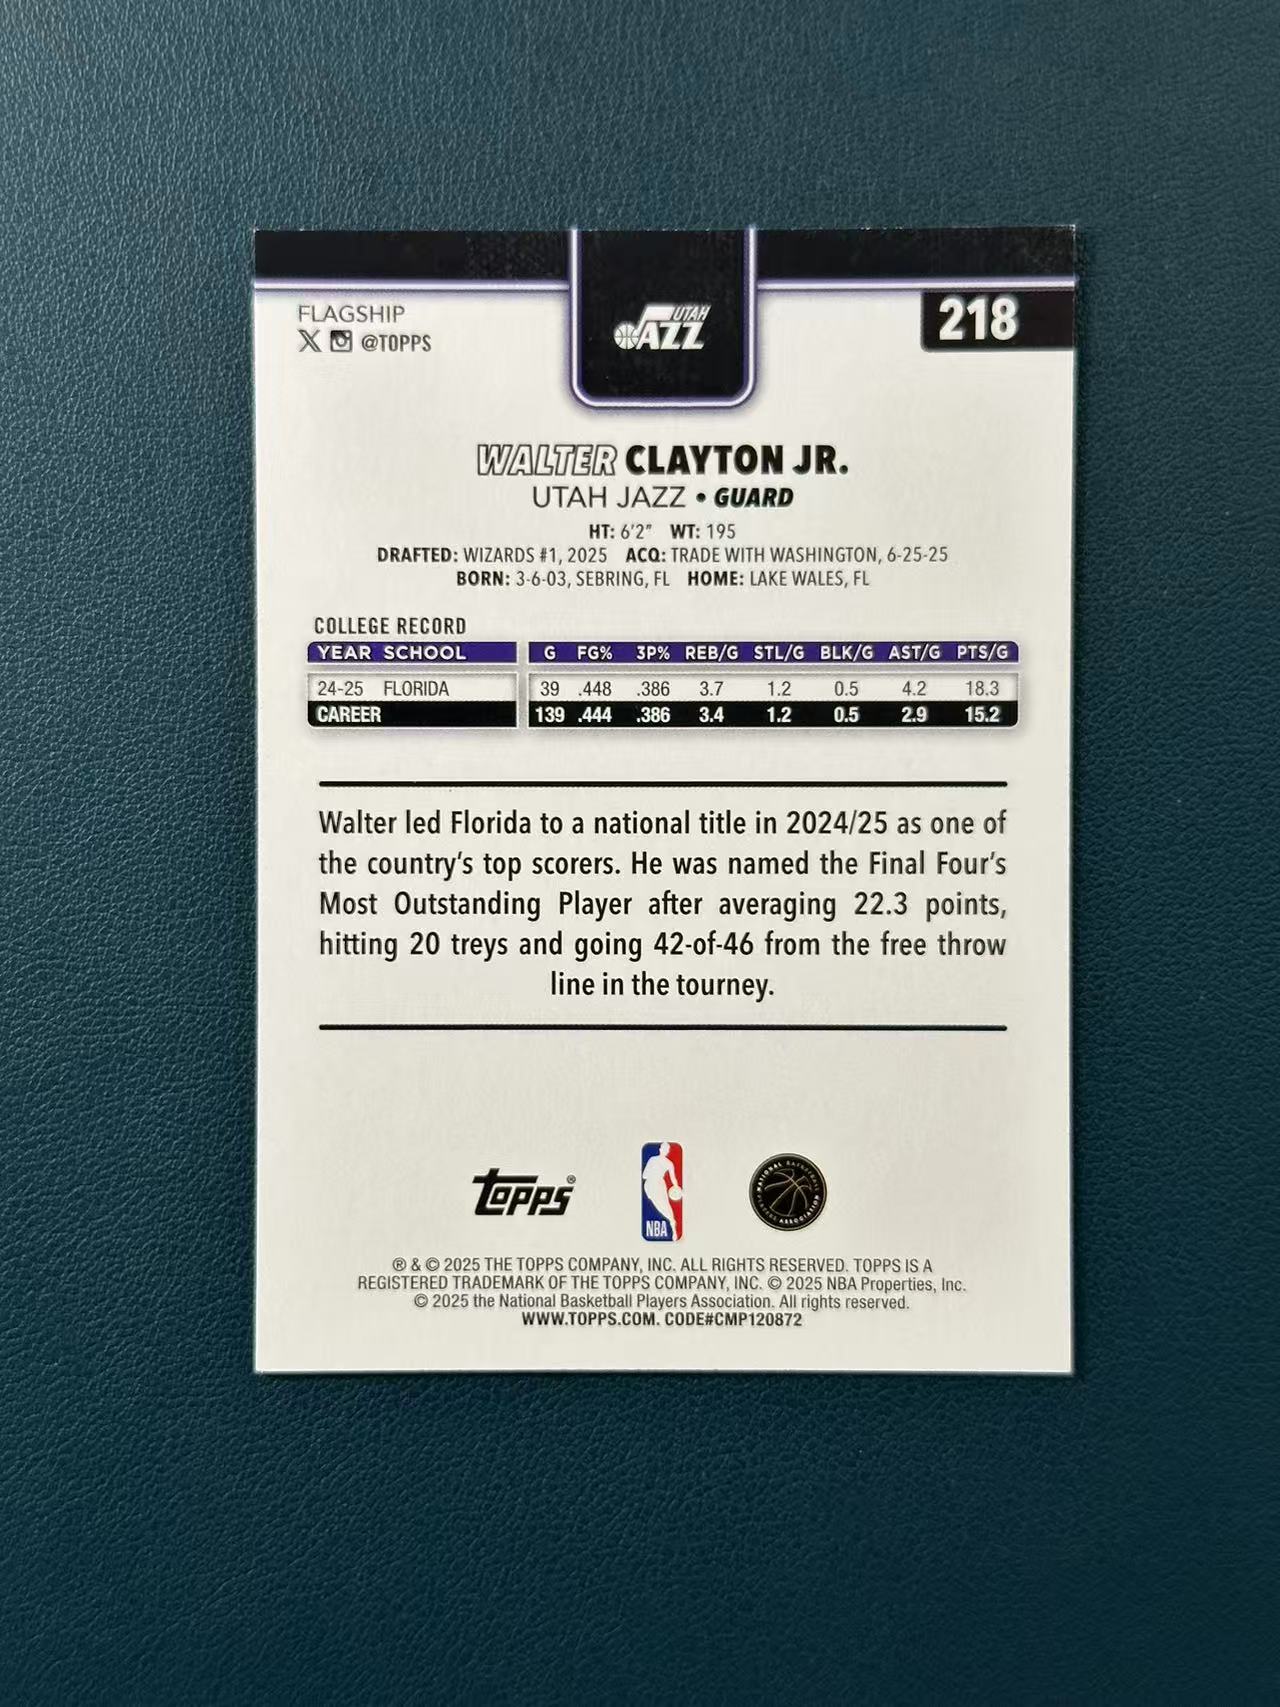 FLAGSHIP
X @TOPPS
UTAH
JAZZ
218
WALTER CLAYTON JR.
UTAH JAZZ • GUARD
HT: 6'2" WT: 195
DRAFTED: WIZARDS #1, 2025 ACQ: TRADE WITH WASHINGTON, 6-25-25
BORN: 3-6-03, SEBRING, FL HOME: LAKE WALES, FL
COLLEGE RECORD
YEAR SCHOOL G FG% 3P% REB/G STL/G BLK/G AST/G PTS/G
24-25 FLORIDA 39 .448 .386 3.7 1.2 0.5 4.2 18.3
CAREER 139 .444 .386 3.4 1.2 0.5 2.9 15.2
Walter led Florida to a national title in 2024/25 as one of
the country's top scorers. He was named the Final Four's
Most Outstanding Player after averaging 22.3 points,
hitting 20 treys and going 42-of-46 from the free throw
line in the tourney.
topps®
NBA
NATIONAL BASKETBALL PLAYERS ASSOCIATION
® & © 2025 THE TOPPS COMPANY, INC. ALL RIGHTS RESERVED. TOPPS IS A
REGISTERED TRADEMARK OF THE TOPPS COMPANY, INC. © 2025 NBA Properties, Inc.
© 2025 the National Basketball Players Association. All rights reserved.
WWW.TOPPS.COM. CODE#CMP120872